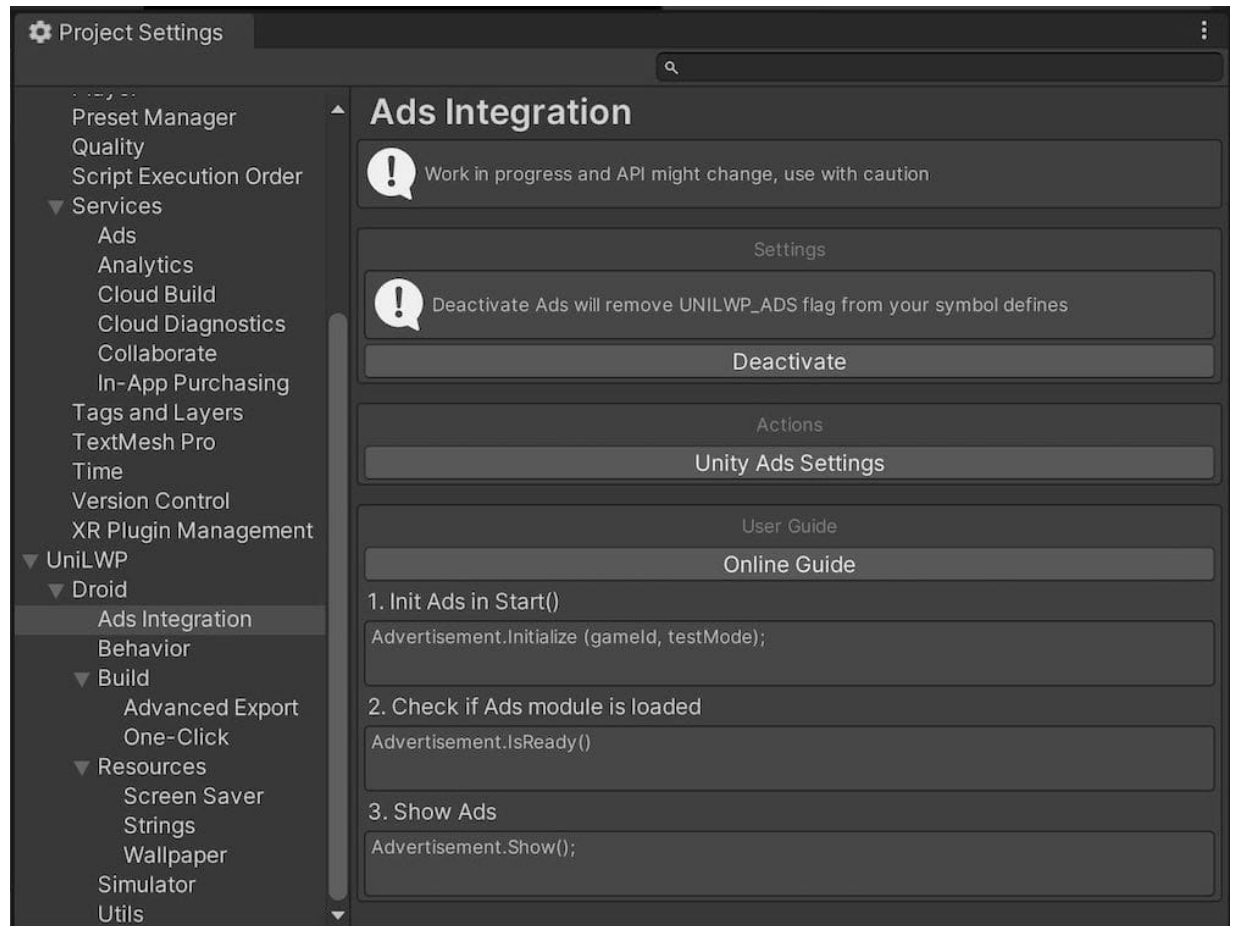 Project Settings
Preset Manager
Quality
Script Execution Order
Services
Ads
Analytics
Cloud Build
Cloud Diagnostics
Collaborate
In-App Purchasing
Tags and Layers
TextMesh Pro
Time
Version Control
XR Plugin Management
UniLWP
Droid
Ads Integration
Behavior
Build
Advanced Export
One-Click
Resources
Screen Saver
Strings
Wallpaper
Simulator
Utils
Ads Integration
Work in progress and API might change, use with caution
Settings
Deactivate Ads will remove UNILWP_ADS flag from your symbol defines
Deactivate
Actions
Unity Ads Settings
User Guide
Online Guide
1. Init Ads in Start()
Advertisement.Initialize (gameId, testMode);
2. Check if Ads module is loaded
Advertisement.IsReady()
3. Show Ads
Advertisement.Show();